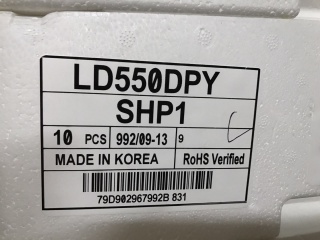 LD550DPY
SHP1
10 PCS 992/09-13 9
MADE IN KOREA RoHS Verified
79D902967992B 831